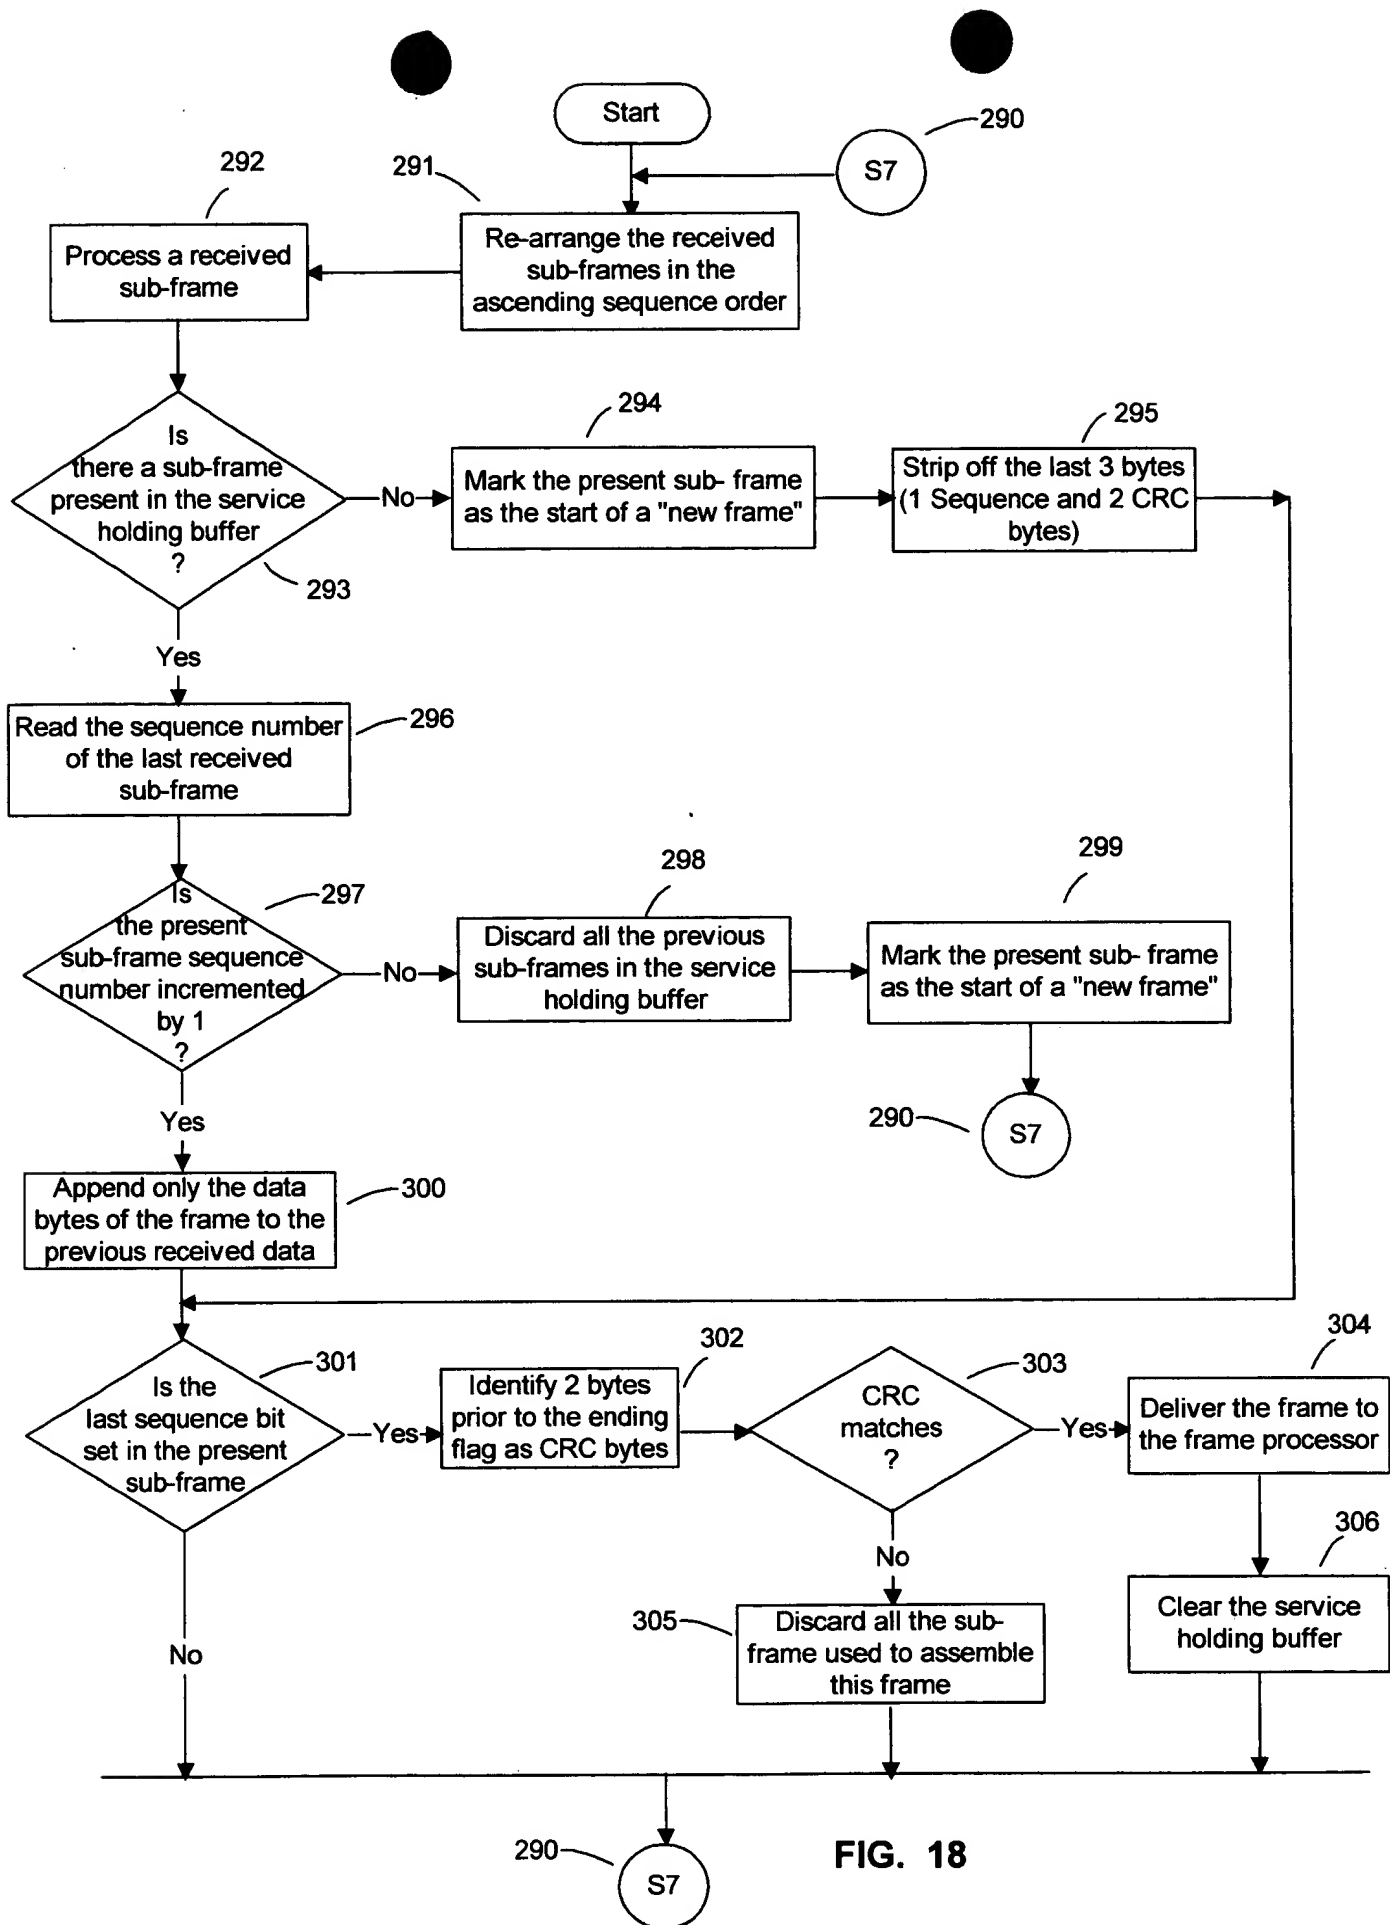 Start
290
S7
291
292
Re-arrange the received
sub-frames in the
ascending sequence order
Process a received
sub-frame
Is
there a sub-frame
present in the service
holding buffer
?
293
No
294
Mark the present sub- frame
as the start of a "new frame"
295
Strip off the last 3 bytes
(1 Sequence and 2 CRC
bytes)
Yes
Read the sequence number
of the last received
sub-frame
296
Is
the present
sub-frame sequence
number incremented
by 1
?
297
No
298
Discard all the previous
sub-frames in the service
holding buffer
299
Mark the present sub- frame
as the start of a "new frame"
290
S7
Yes
Append only the data
bytes of the frame to the
previous received data
300
Is the
last sequence bit
set in the present
sub-frame
301
Yes
302
Identify 2 bytes
prior to the ending
flag as CRC bytes
CRC
matches
?
303
Yes
304
Deliver the frame to
the frame processor
No
305
Discard all the sub-
frame used to assemble
this frame
306
Clear the service
holding buffer
No
290
S7
FIG. 18